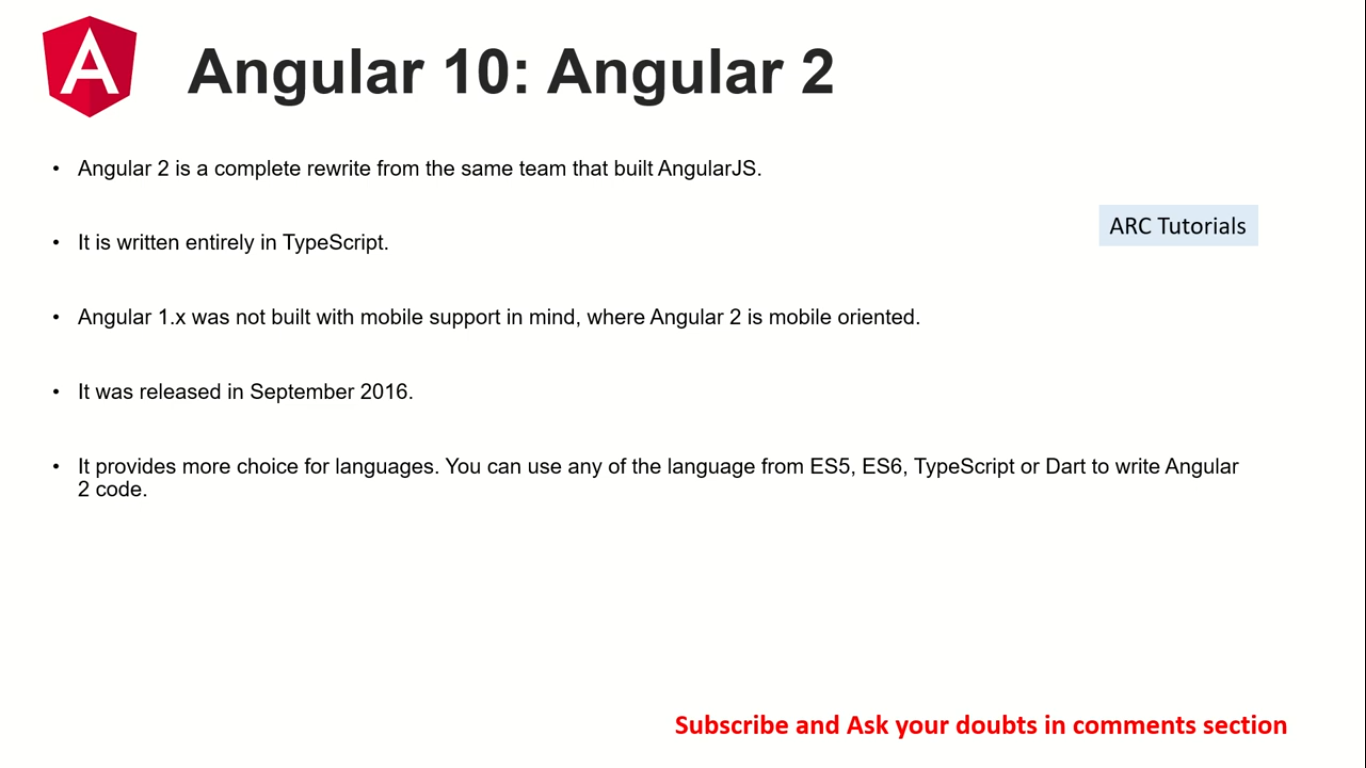 Angular 10: Angular 2
• Angular 2 is a complete rewrite from the same team that built AngularJS.
ARC Tutorials
• It is written entirely in TypeScript.
• Angular 1.x was not built with mobile support in mind, where Angular 2 is mobile oriented.
• It was released in September 2016.
• It provides more choice for languages. You can use any of the language from ES5, ES6, TypeScript or Dart to write Angular
2 code.
Subscribe and Ask your doubts in comments section